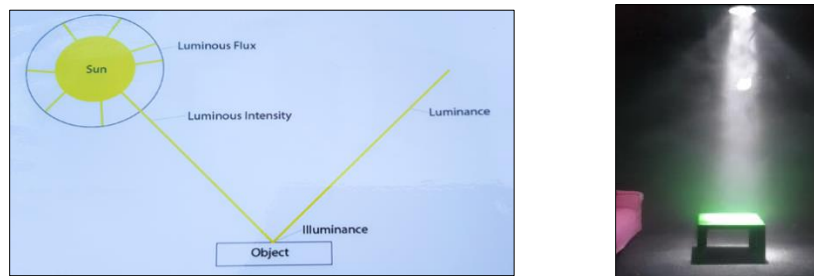 Luminous Flux
Sun
Luminous Intensity
Luminance
Illuminance
Object